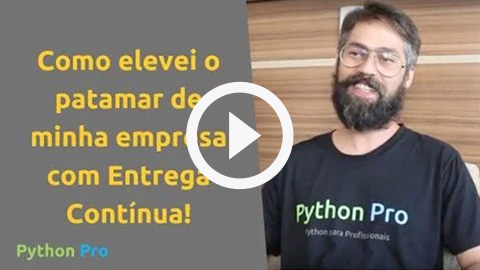 Como elevei o
patamar de
minha empresa
com Entrega
Contínua!
Python Pro
Python Pro
Python para Profissionais